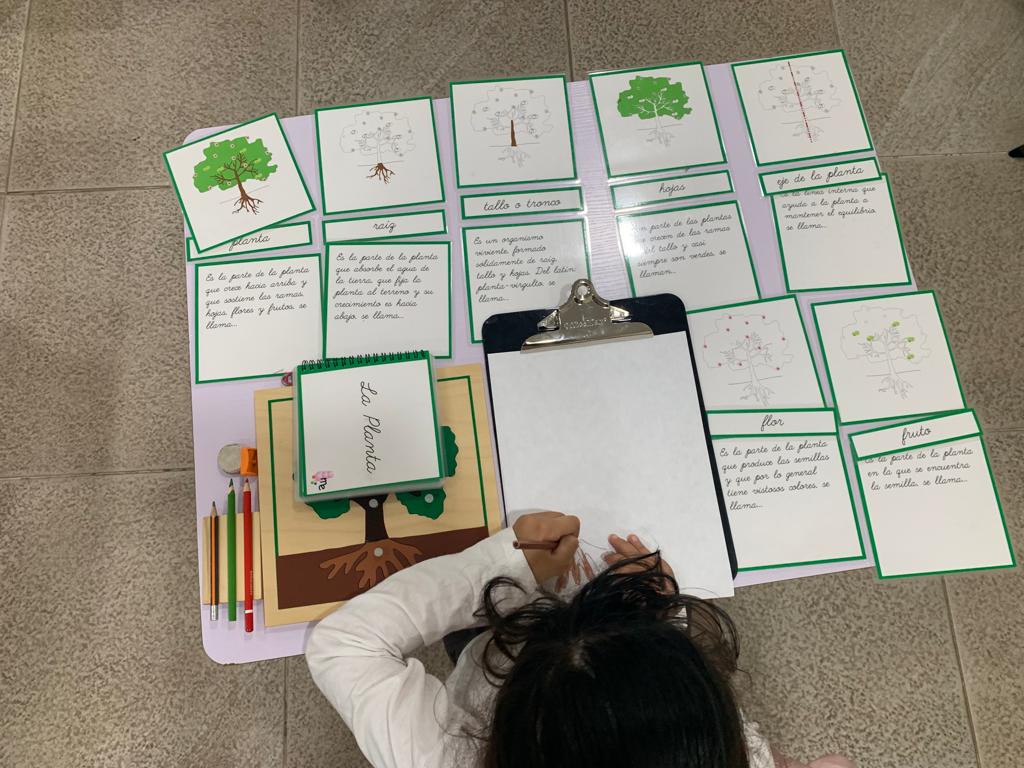 planta
Es la parte de la planta
que crece hacia arriba y
que sostiene las ramas,
hojas, flores y frutos, se
llama...
raíz
Es la parte de la planta
que absorbe el agua de
la tierra, que fija la
planta al terreno y su
crecimiento es hacia
abajo, se llama...
tallo o tronco
Es un organismo
viviente, formado
sólidamente de raíz,
tallo y hojas. Del latín:
planta-virgulto, se
llama...
hojas
parte de las plantas
crecen de las ramas
del tallo y casi
siempre son verdes, se
llaman...
eje de la planta
Es la línea interna que
ayuda a la planta a
mantener el equilibrio,
se llama...
flor
Es la parte de la planta
que produce las semillas
y que por lo general
tiene vistosos colores, se
llama...
fruto
Es la parte de la planta
en la que se encuentra
la semilla, se llama...
La Planta